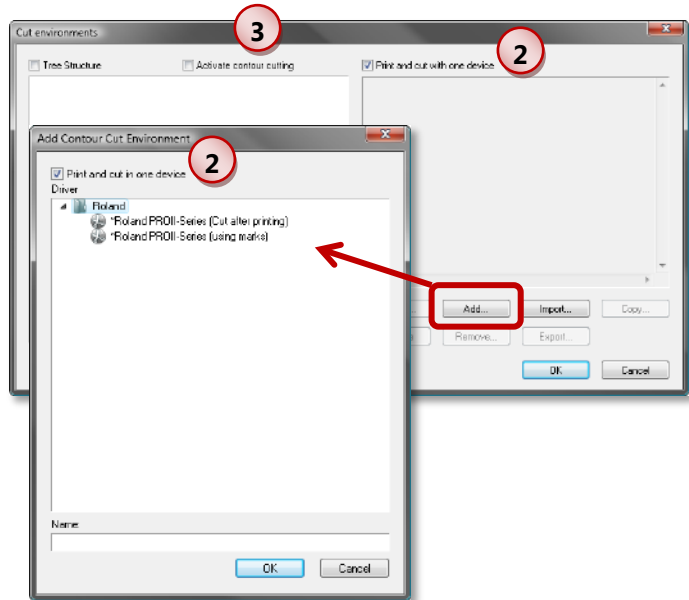 Cut environments
3
2
Tree Structure
Activate contour cutting
Print and cut with one device
Add Contour Cut Environment
2
Print and cut in one device
Driver
Roland
*Roland PROII-Series (Cut after printing)
*Roland PROII-Series (using marks)
Add...
Import...
Copy...
Remove...
Export...
OK
Cancel
Name:
OK
Cancel